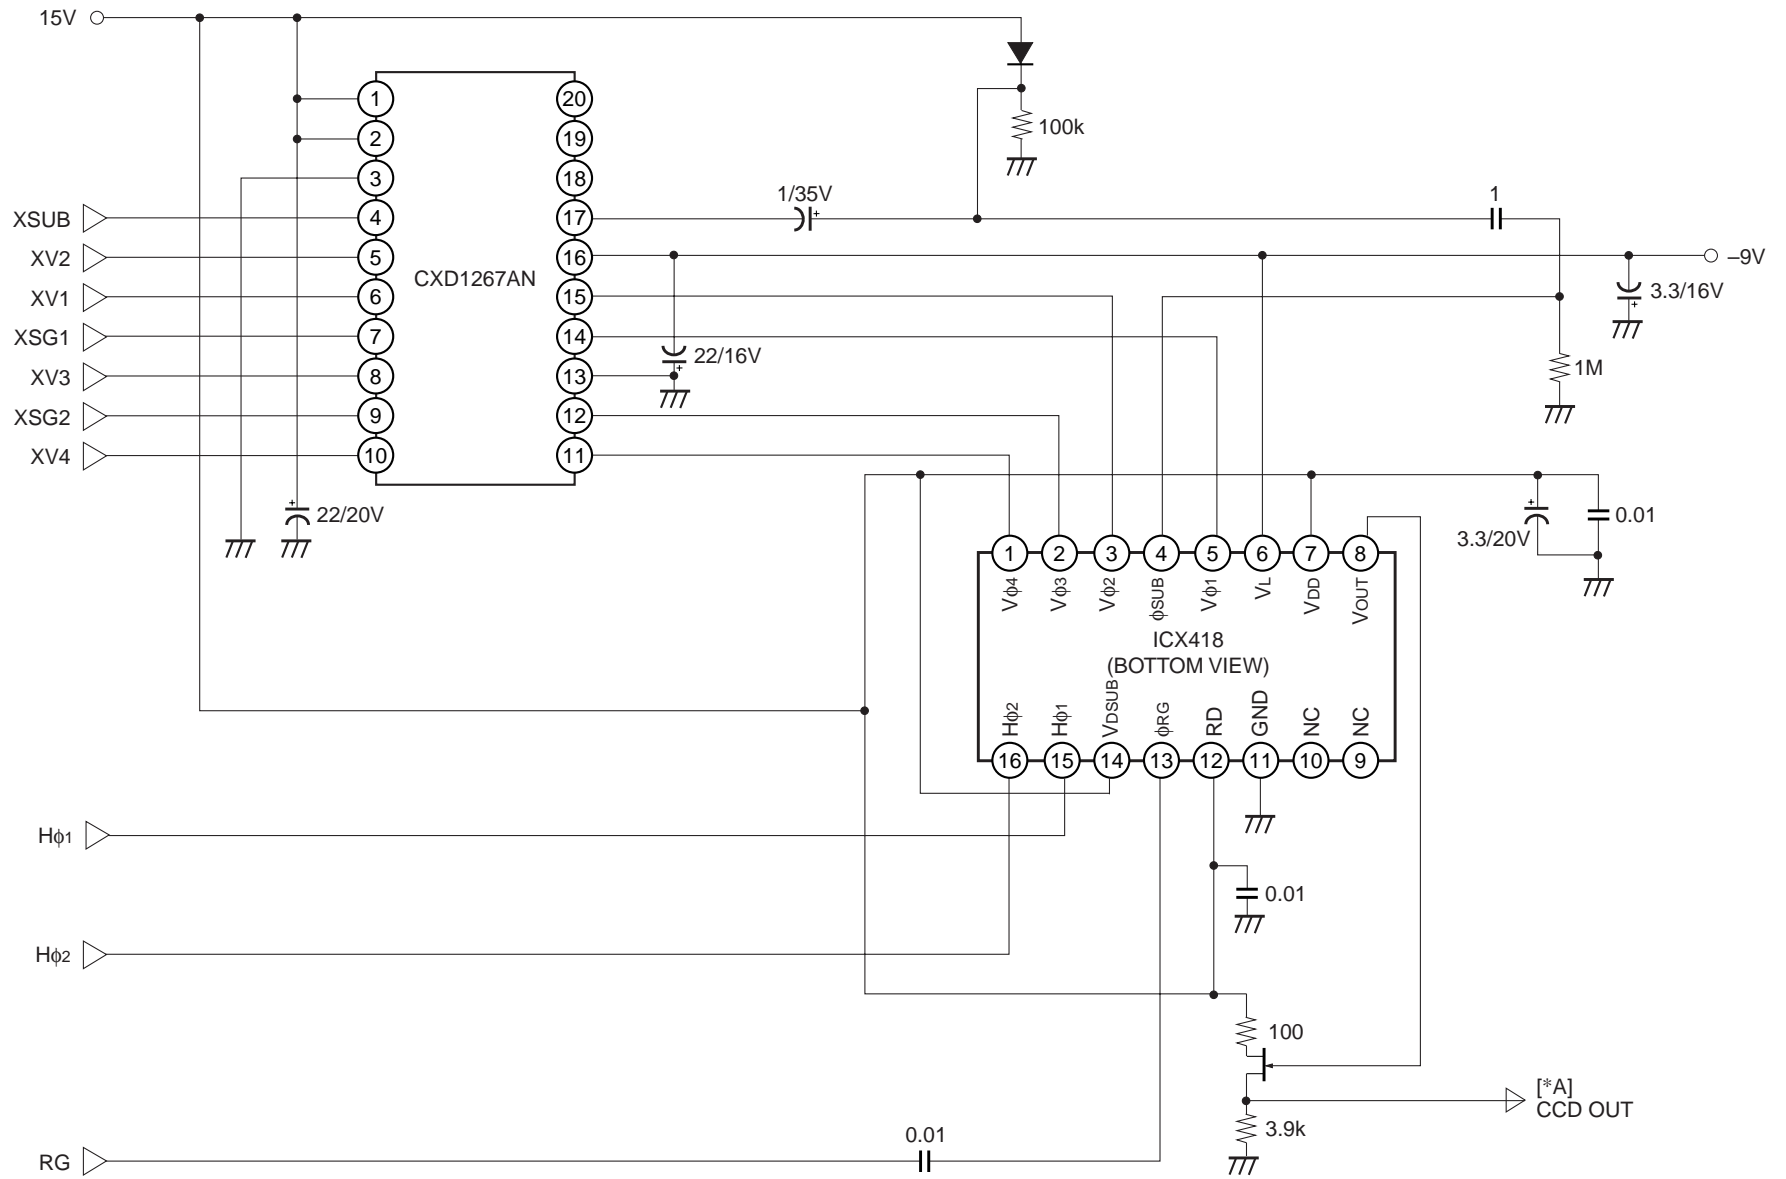 15V
1
2
3
4
5
6
7
8
9
10
20
19
18
17
16
15
14
13
12
11
CXD1267AN
XSUB
XV2
XV1
XSG1
XV3
XSG2
XV4
22/20V
100k
1/35V
+
1
–9V
3.3/16V
+
22/16V
+
1M
+
3.3/20V
+
0.01
1
2
3
4
5
6
7
8
Vϕ4
Vϕ3
Vϕ2
ϕSUB
Vϕ1
VL
VDD
VOUT
ICX418
(BOTTOM VIEW)
Hϕ2
Hϕ1
VDSUB
ϕRG
RD
GND
NC
NC
16
15
14
13
12
11
10
9
Hϕ1
0.01
Hϕ2
100
[*A]
CCD OUT
3.9k
0.01
RG